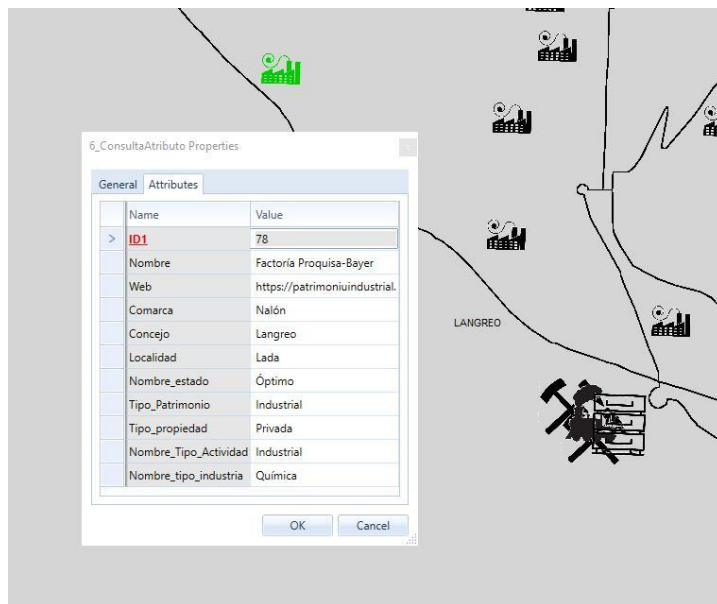 6_ConsultaAtributo Properties
General Attributes
Name Value
ID1 78
Nombre Factoría Proquisa-Bayer
Web https://patrimoniuindustrial.
Comarca Nalón
Concejo Langreo
Localidad Lada
Nombre_estado Óptimo
Tipo_Patrimonio Industrial
Tipo_propiedad Privada
Nombre_Tipo_Actividad Industrial
Nombre_tipo_industria Química
OK Cancel
LANGREO